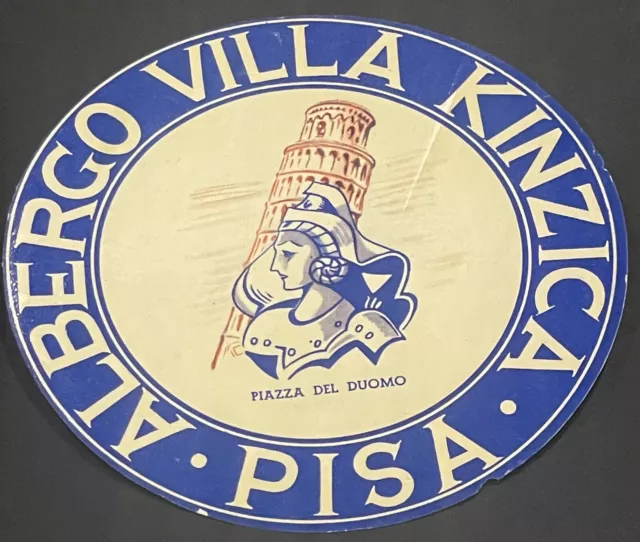 ALBERGO VILLA KINZICA · PISA ·
PIAZZA DEL DUOMO